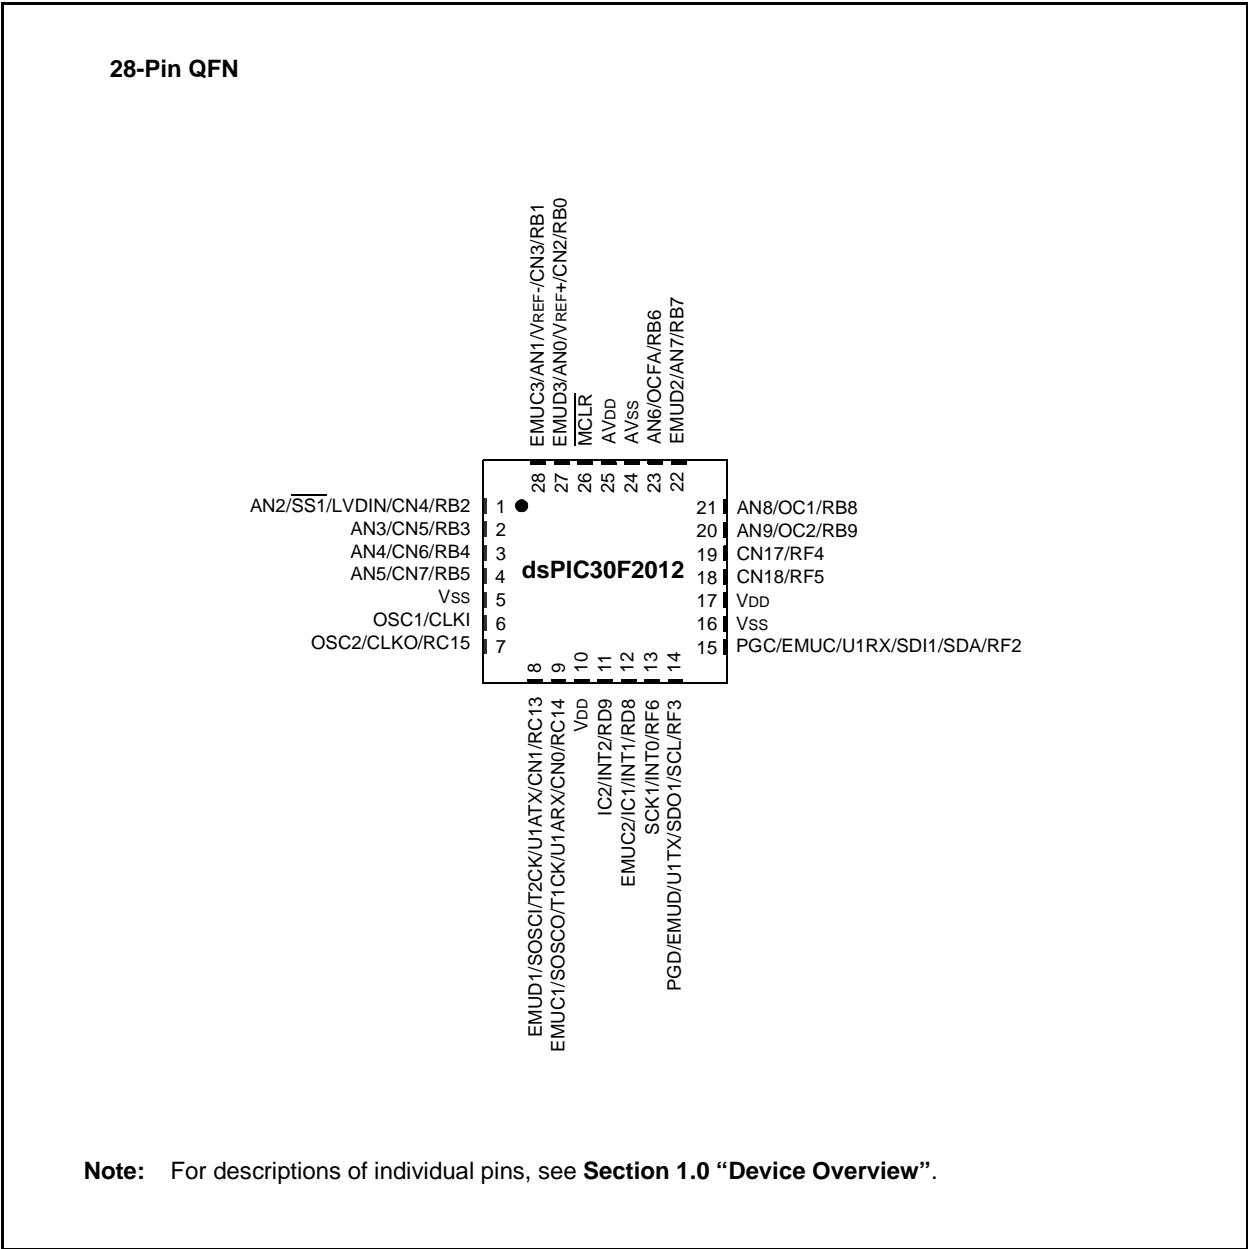 28-Pin QFN
EMUC3/AN1/VREF-/CN3/RB1
EMUD3/AN0/VREF+/CN2/RB0
MCLR
AVDD
AVSS
AN6/OCFA/RB6
EMUD2/AN7/RB7
28 27 26 25 24 23 22
AN2/SS1/LVDIN/CN4/RB2 1
AN3/CN5/RB3 2
AN4/CN6/RB4 3
AN5/CN7/RB5 4
VSS 5
OSC1/CLKI 6
OSC2/CLKO/RC15 7
dsPIC30F2012
21 AN8/OC1/RB8
20 AN9/OC2/RB9
19 CN17/RF4
18 CN18/RF5
17 VDD
16 VSS
15 PGC/EMUC/U1RX/SDI1/SDA/RF2
8 9 10 11 12 13 14
EMUD1/SOSCI/T2CK/U1ATX/CN1/RC13
EMUC1/SOSCO/T1CK/U1ARX/CN0/RC14
VDD
IC2/INT2/RD9
EMUC2/IC1/INT1/RD8
SCK1/INT0/RF6
PGD/EMUD/U1TX/SDO1/SCL/RF3
Note: For descriptions of individual pins, see Section 1.0 “Device Overview”.